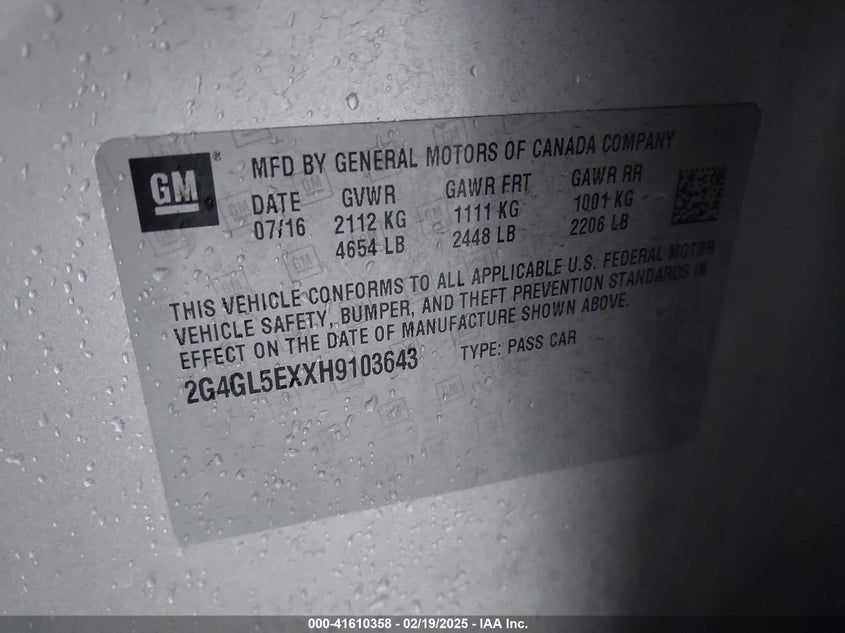 GM ® MFD BY GENERAL MOTORS OF CANADA COMPANY
DATE GVWR GAWR FRT GAWR RR
07/16 2112 KG 1111 KG 1001 KG
4654 LB 2448 LB 2206 LB
THIS VEHICLE CONFORMS TO ALL APPLICABLE U.S. FEDERAL MOTOR
VEHICLE SAFETY, BUMPER, AND THEFT PREVENTION STANDARDS IN
EFFECT ON THE DATE OF MANUFACTURE SHOWN ABOVE.
2G4GL5EXXH9103643 TYPE: PASS CAR
000-41610358 - 02/19/2025 - IAA Inc.